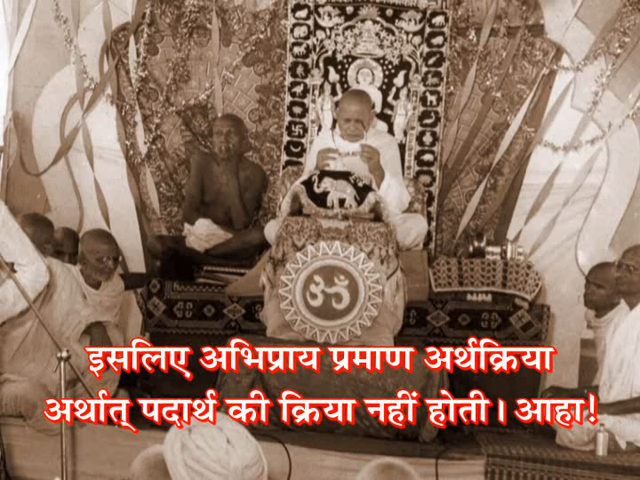 ॐ
इसलिए अभिप्राय प्रमाण अर्थक्रिया
अर्थात् पदार्थ की क्रिया नहीं होती। आहा!